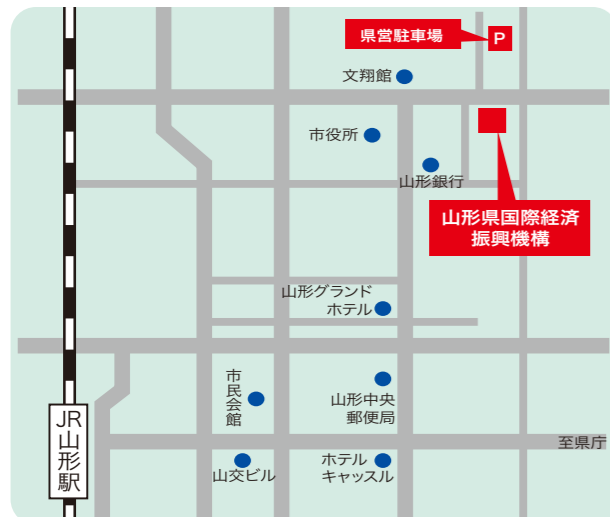 県営駐車場
P
文翔館
市役所
山形銀行
山形県国際経済
振興機構
山形グランド
ホテル
市民会館
山形中央
郵便局
JR山形駅
至県庁
山交ビル
ホテル
キャッスル